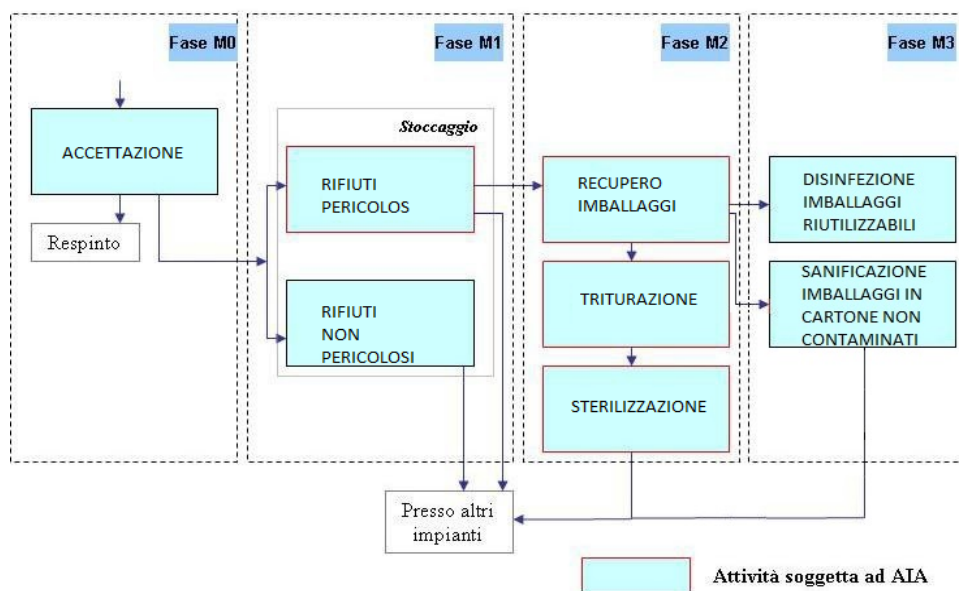 Fase M0
Fase M1
Fase M2
Fase M3
ACCETTAZIONE
Respinto
Stoccaggio
RIFIUTI
PERICOLOS
RIFIUTI
NON
PERICOLOSI
RECUPERO
IMBALLAGGI
TRITURAZIONE
STERILIZZAZIONE
DISINFEZIONE
IMBALLAGGI
RIUTILIZZABILI
SANIFICAZIONE
IMBALLAGGI IN
CARTONE NON
CONTAMINATI
Presso altri
impianti
Attività soggetta ad AIA